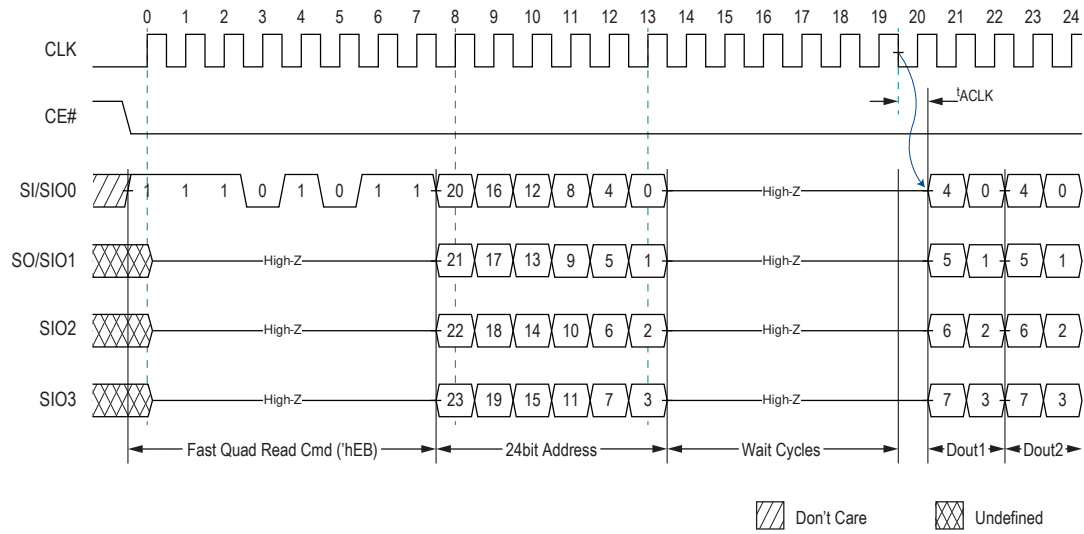 0 1 2 3 4 5 6 7 8 9 10 11 12 13 14 15 16 17 18 19 20 21 22 23 24
CLK
tACLK
CE#
SI/SIO0 1 1 1 0 1 0 1 1 20 16 12 8 4 0 High-Z 4 0 4 0
SO/SIO1 High-Z 21 17 13 9 5 1 High-Z 5 1 5 1
SIO2 High-Z 22 18 14 10 6 2 High-Z 6 2 6 2
SIO3 High-Z 23 19 15 11 7 3 High-Z 7 3 7 3
Fast Quad Read Cmd ('hEB) 24bit Address Wait Cycles Dout1 Dout2
Don't Care Undefined